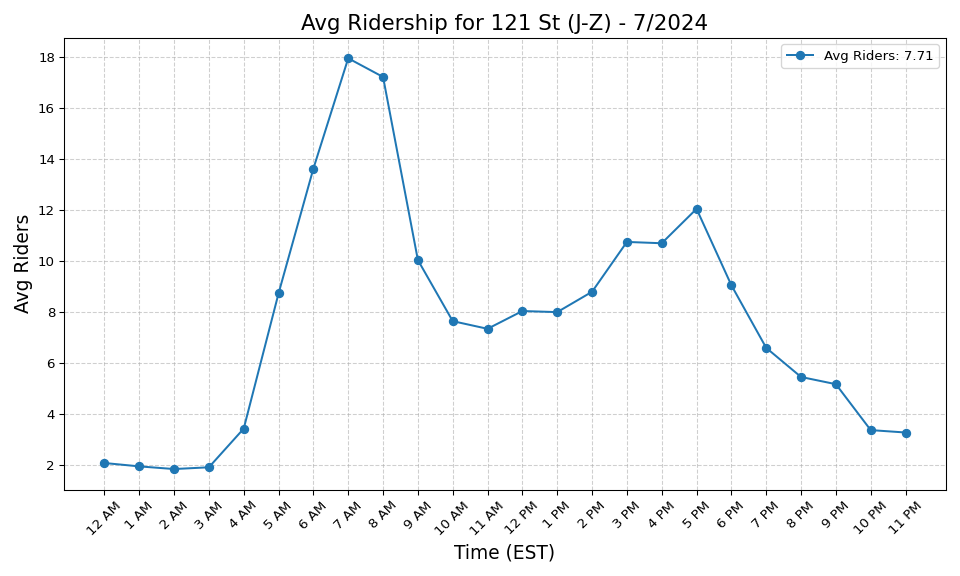 Avg Ridership for 121 St (J-Z) - 7/2024
Avg Riders: 7.71
Avg Riders
18
16
14
12
10
8
6
4
2
12 AM
1 AM
2 AM
3 AM
4 AM
5 AM
6 AM
7 AM
8 AM
9 AM
10 AM
11 AM
12 PM
1 PM
2 PM
3 PM
4 PM
5 PM
6 PM
7 PM
8 PM
9 PM
10 PM
11 PM
Time (EST)